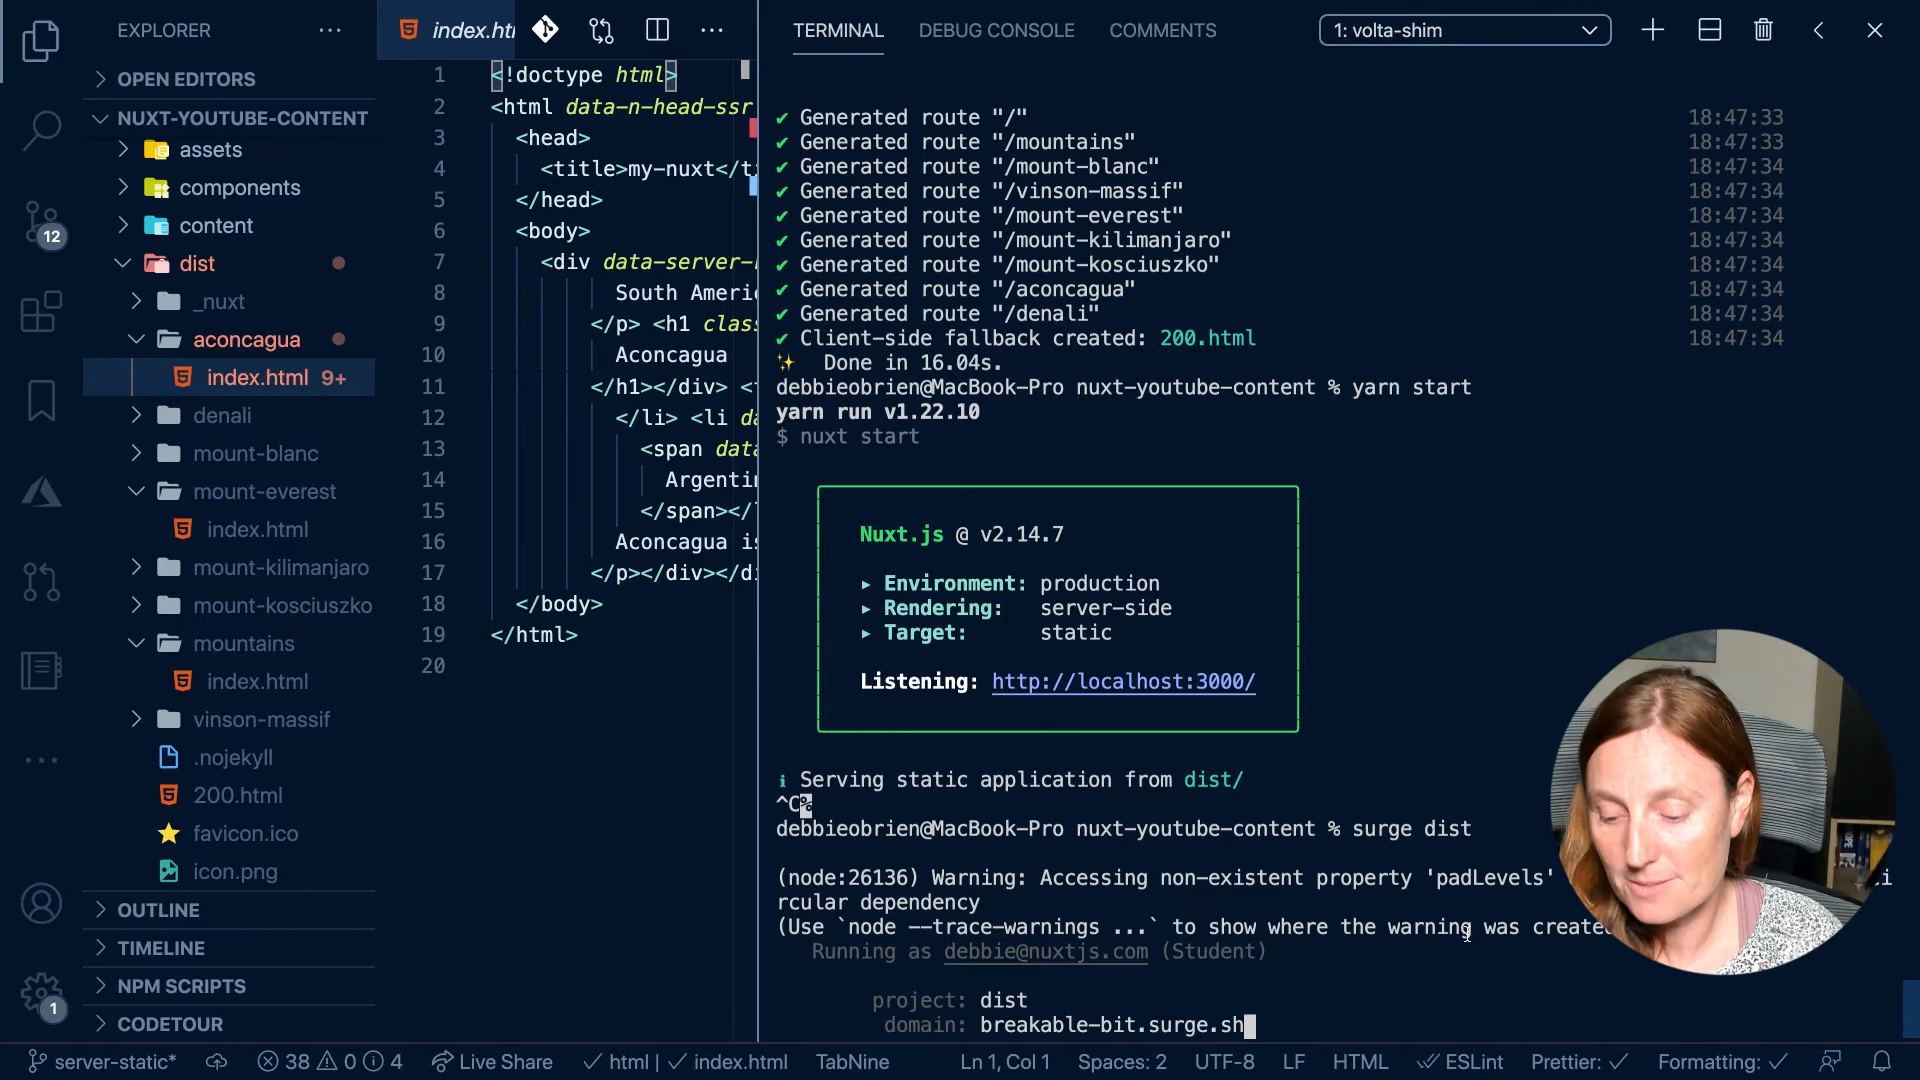 EXPLORER
OPEN EDITORS
NUXT-YOUTUBE-CONTENT
assets
components
content
dist
_nuxt
aconcagua
index.html 9+
denali
mount-blanc
mount-everest
index.html
mount-kilimanjaro
mount-kosciuszko
mountains
index.html
vinson-massif
.nojekyll
200.html
favicon.ico
icon.png
OUTLINE
TIMELINE
NPM SCRIPTS
CODETOUR
12
1
1 <!doctype html>
2 <html data-n-head-ssr
3 <head>
4 <title>my-nuxt</
5 </head>
6 <body>
7 <div data-server-
8 South Americ
9 </p> <h1 clas
10 Aconcagua
11 </h1></div> <
12 </li> <li da
13 <span dat
14 Argentin
15 </span></
16 Aconcagua is
17 </p></div></di
18 </body>
19 </html>
20
TERMINAL DEBUG CONSOLE COMMENTS 1: volta-shim
✔ Generated route "/" 18:47:33
✔ Generated route "/mountains" 18:47:33
✔ Generated route "/mount-blanc" 18:47:34
✔ Generated route "/vinson-massif" 18:47:34
✔ Generated route "/mount-everest" 18:47:34
✔ Generated route "/mount-kilimanjaro" 18:47:34
✔ Generated route "/mount-kosciuszko" 18:47:34
✔ Generated route "/aconcagua" 18:47:34
✔ Generated route "/denali" 18:47:34
✔ Client-side fallback created: 200.html 18:47:34
✨ Done in 16.04s.
debbieobrien@MacBook-Pro nuxt-youtube-content % yarn start
yarn run v1.22.10
$ nuxt start
Nuxt.js @ v2.14.7
▸ Environment: production
▸ Rendering: server-side
▸ Target: static
Listening: http://localhost:3000/
ℹ Serving static application from dist/
^C%
debbieobrien@MacBook-Pro nuxt-youtube-content % surge dist
(node:26136) Warning: Accessing non-existent property 'padLevels' ci
rcular dependency
(Use `node --trace-warnings ...` to show where the warning was create
Running as debbie@nuxtjs.com (Student)
project: dist
domain: breakable-bit.surge.sh
server-static* 38 0 4 Live Share html | index.html TabNine Ln 1, Col 1 Spaces: 2 UTF-8 LF HTML ESLint Prettier: ✓ Formatting: ✓